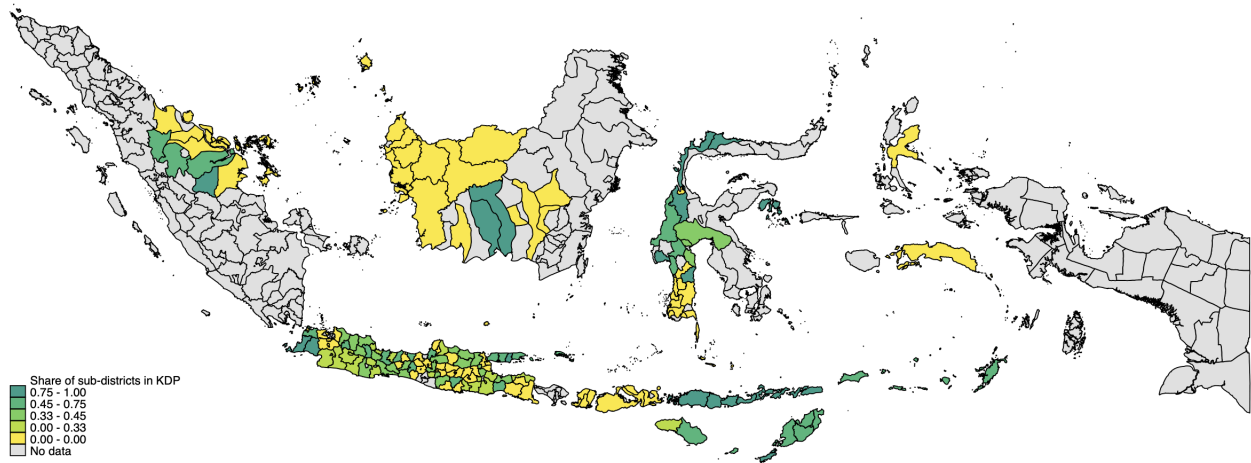 Share of sub-districts in KDP
0.75 - 1.00
0.45 - 0.75
0.33 - 0.45
0.00 - 0.33
0.00 - 0.00
No data